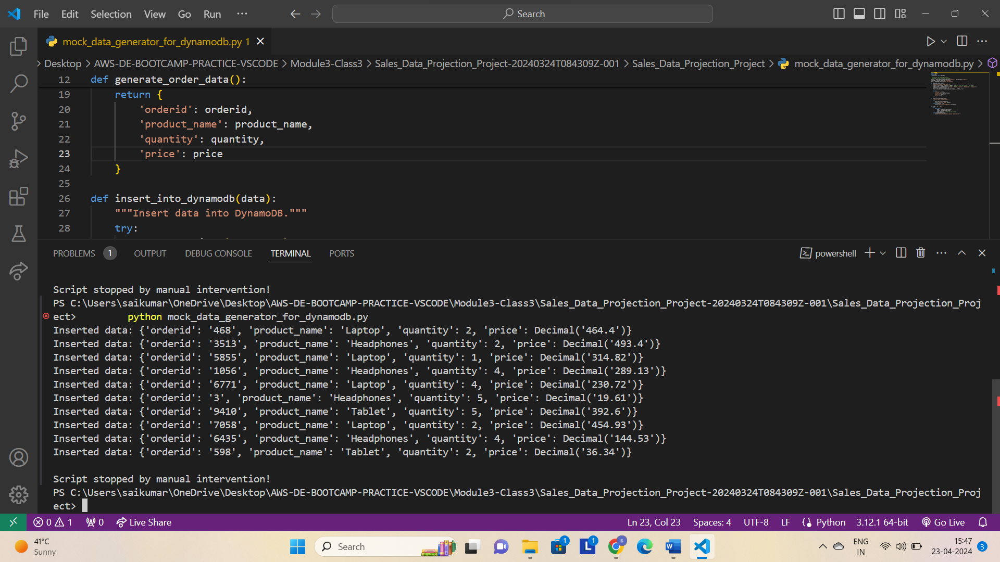 File Edit Selection View Go Run ···
Search
mock_data_generator_for_dynamodb.py 1
> Desktop > AWS-DE-BOOTCAMP-PRACTICE-VSCODE > Module3-Class3 > Sales_Data_Projection_Project-20240324T084309Z-001 > Sales_Data_Projection_Project > mock_data_generator_for_dynamodb.py >
12 def generate_order_data():
19 return {
20 'orderid': orderid,
21 'product_name': product_name,
22 'quantity': quantity,
23 'price': price
24 }
25
26 def insert_into_dynamodb(data):
27 """Insert data into DynamoDB."""
28 try:
PROBLEMS 1 OUTPUT DEBUG CONSOLE TERMINAL PORTS
powershell
Script stopped by manual intervention!
PS C:\Users\saikumar\OneDrive\Desktop\AWS-DE-BOOTCAMP-PRACTICE-VSCODE\Module3-Class3\Sales_Data_Projection_Project-20240324T084309Z-001\Sales_Data_Projection_Proj
ect> python mock_data_generator_for_dynamodb.py
Inserted data: {'orderid': '468', 'product_name': 'Laptop', 'quantity': 2, 'price': Decimal('464.4')}
Inserted data: {'orderid': '3513', 'product_name': 'Headphones', 'quantity': 2, 'price': Decimal('493.4')}
Inserted data: {'orderid': '5855', 'product_name': 'Laptop', 'quantity': 1, 'price': Decimal('314.82')}
Inserted data: {'orderid': '1056', 'product_name': 'Headphones', 'quantity': 4, 'price': Decimal('289.13')}
Inserted data: {'orderid': '6771', 'product_name': 'Laptop', 'quantity': 4, 'price': Decimal('230.72')}
Inserted data: {'orderid': '3', 'product_name': 'Headphones', 'quantity': 5, 'price': Decimal('19.61')}
Inserted data: {'orderid': '9410', 'product_name': 'Tablet', 'quantity': 5, 'price': Decimal('392.6')}
Inserted data: {'orderid': '7058', 'product_name': 'Laptop', 'quantity': 2, 'price': Decimal('454.93')}
Inserted data: {'orderid': '6435', 'product_name': 'Headphones', 'quantity': 4, 'price': Decimal('144.53')}
Inserted data: {'orderid': '598', 'product_name': 'Tablet', 'quantity': 2, 'price': Decimal('36.34')}
Script stopped by manual intervention!
PS C:\Users\saikumar\OneDrive\Desktop\AWS-DE-BOOTCAMP-PRACTICE-VSCODE\Module3-Class3\Sales_Data_Projection_Project-20240324T084309Z-001\Sales_Data_Projection_Proj
ect>
0 1 0 Live Share Ln 23, Col 23 Spaces: 4 UTF-8 LF Python 3.12.1 64-bit Go Live
41°C
Sunny
Search
1
1
S
ENG
IN
15:47
23-04-2024
3